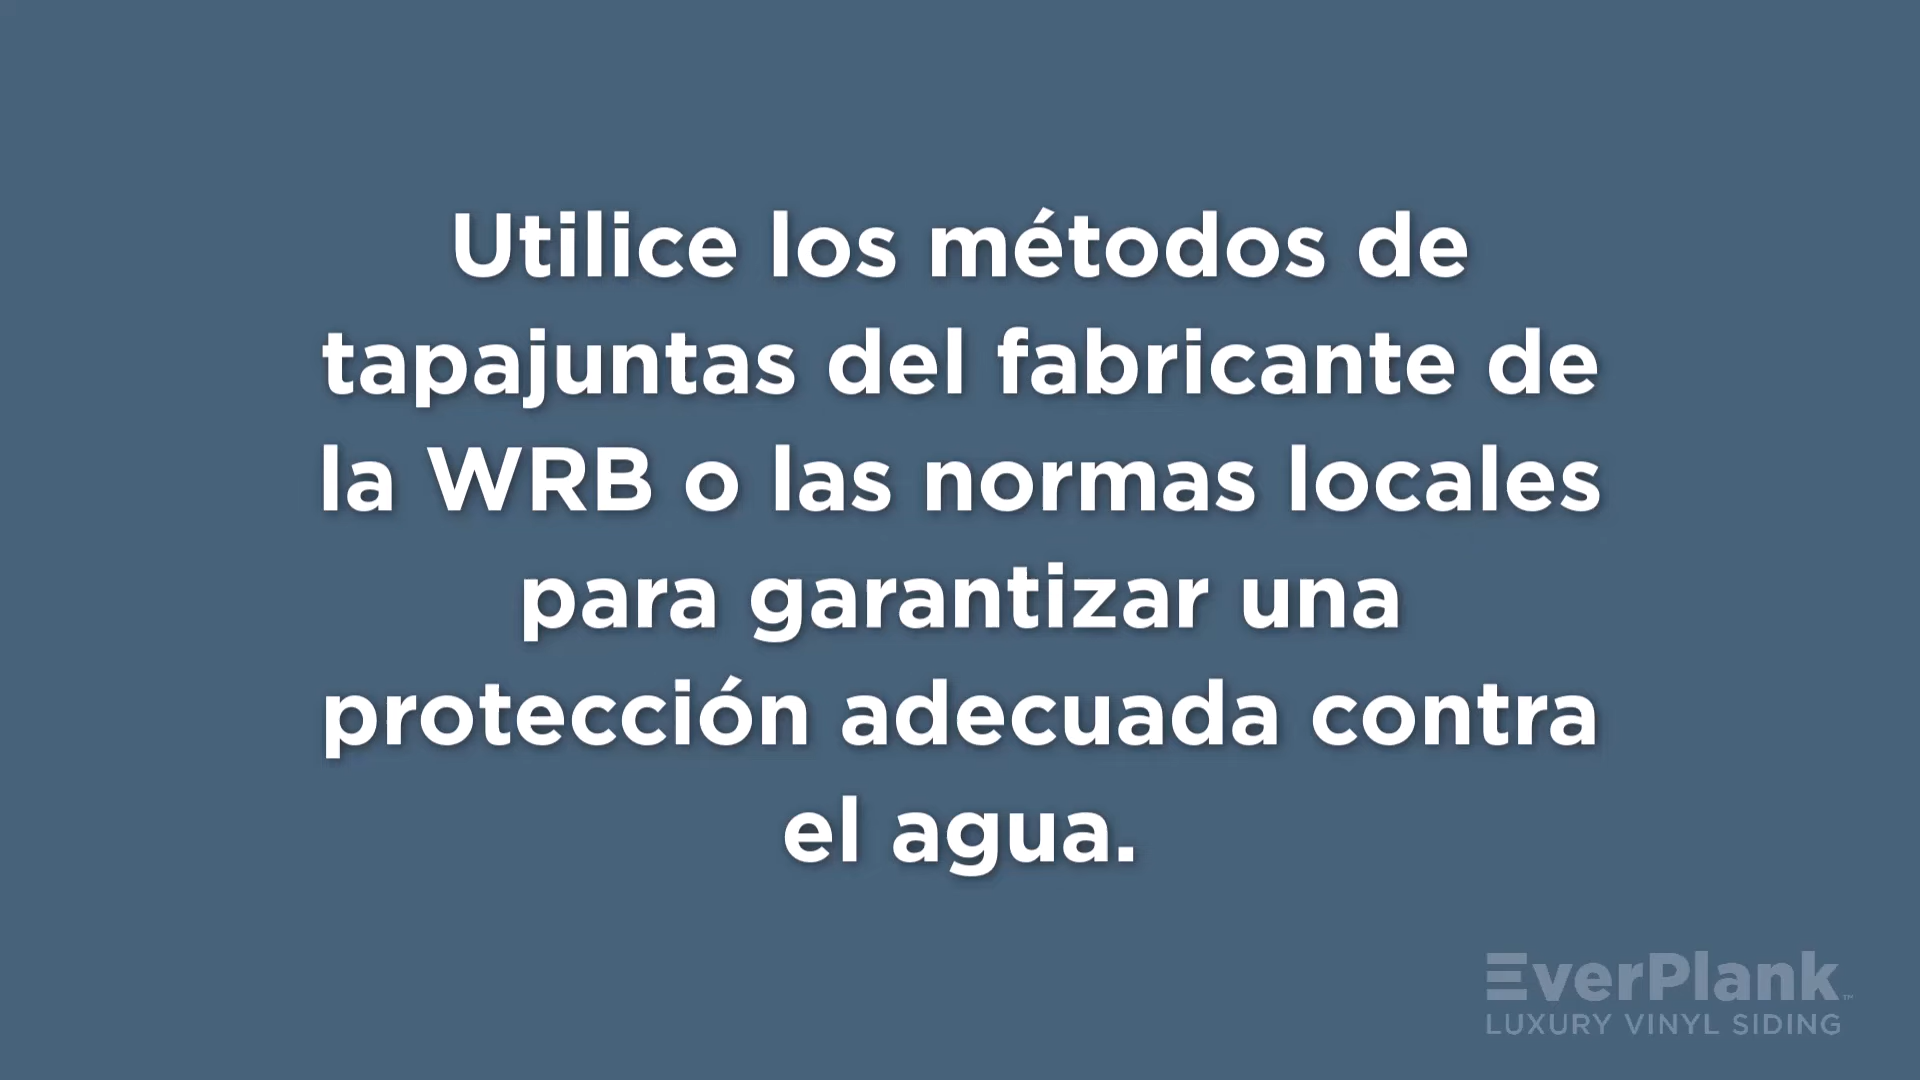 Utilice los métodos de
tapajuntas del fabricante de
la WRB o las normas locales
para garantizar una
protección adecuada contra
el agua.
EverPlank™
LUXURY VINYL SIDING